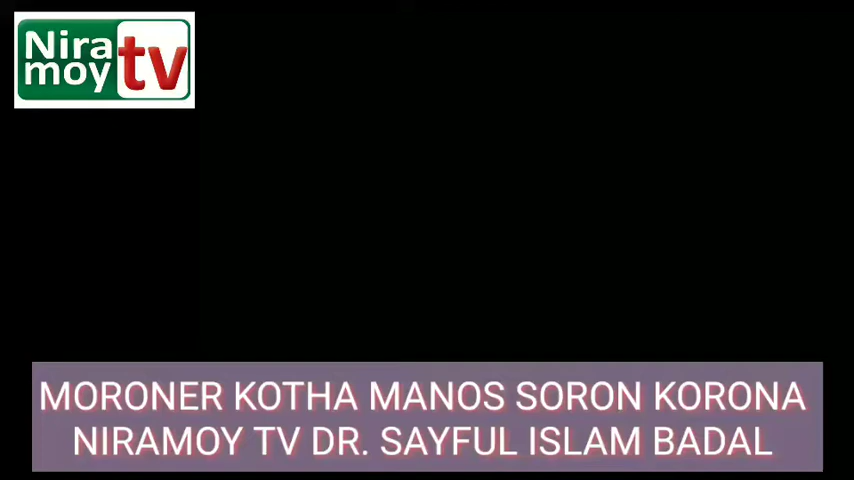 Nira
moy tv
MORONER KOTHA MANOS SORON KORONA
NIRAMOY TV DR. SAYFUL ISLAM BADAL